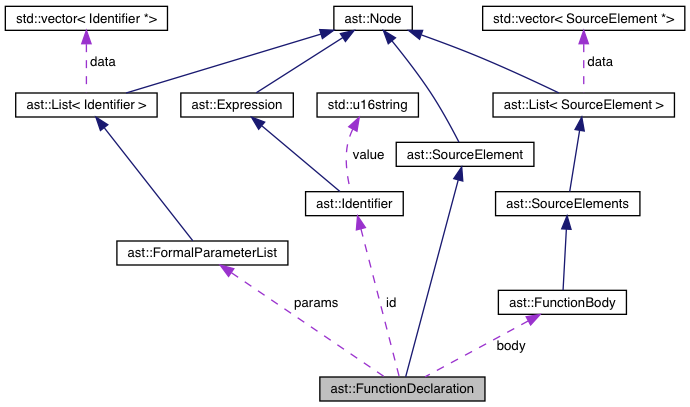 std::vector< Identifier *>
ast::Node
std::vector< SourceElement *>
data
data
ast::List< Identifier >
ast::Expression
std::u16string
ast::List< SourceElement >
value
ast::SourceElement
ast::Identifier
ast::SourceElements
ast::FormalParameterList
params
id
ast::FunctionBody
body
ast::FunctionDeclaration